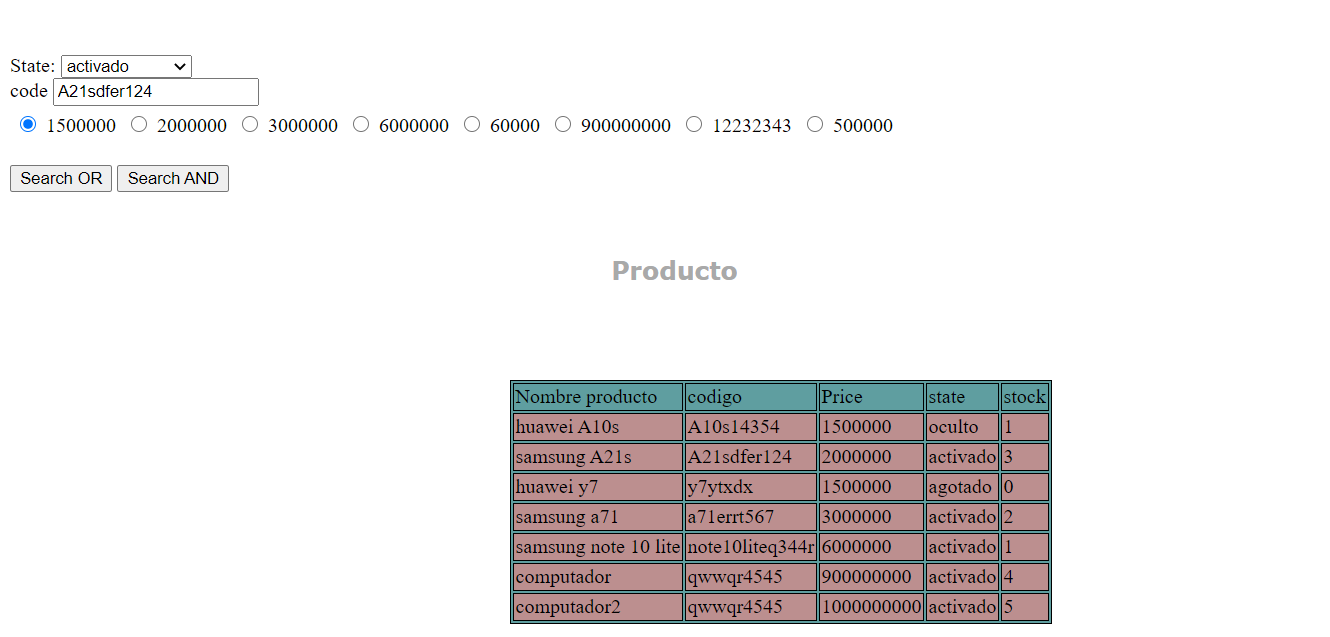 State: activado
code A21sdfer124
1500000 2000000 3000000 6000000 60000 900000000 12232343 500000
Search OR Search AND
Producto
Nombre producto codigo Price state stock
huawei A10s A10s14354 1500000 oculto 1
samsung A21s A21sdfer124 2000000 activado 3
huawei y7 y7ytxdx 1500000 agotado 0
samsung a71 a71errt567 3000000 activado 2
samsung note 10 lite note10liteq344r 6000000 activado 1
computador qwwqr4545 900000000 activado 4
computador2 qwwqr4545 1000000000 activado 5